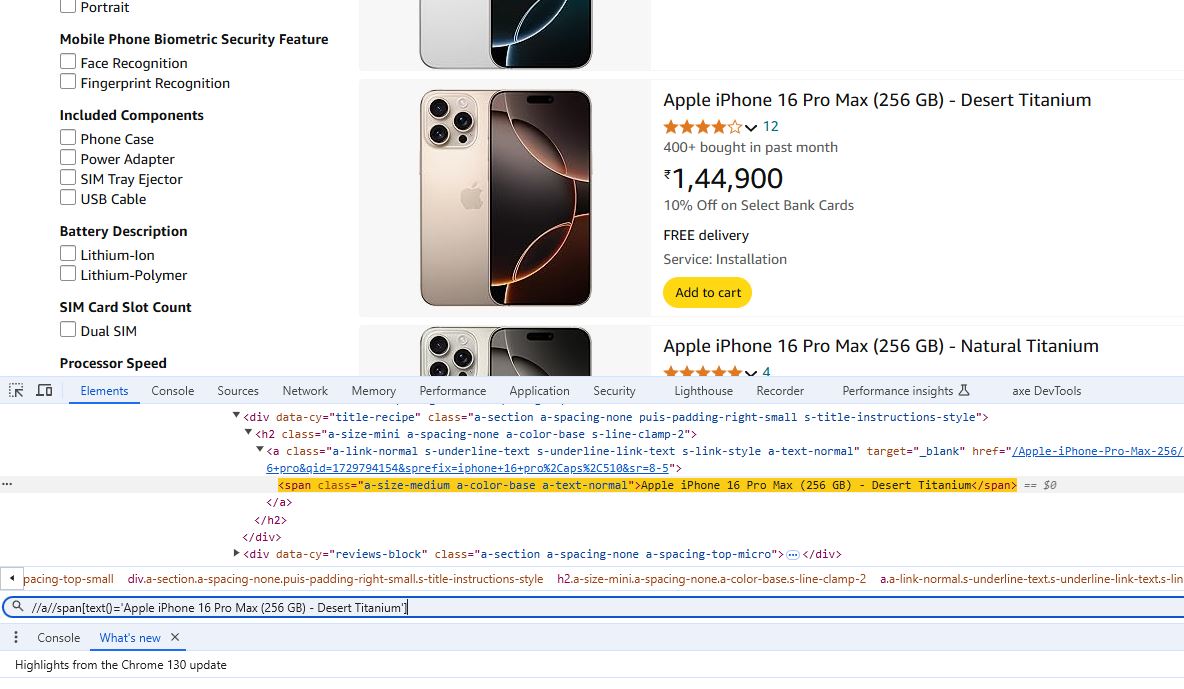 Portrait
Mobile Phone Biometric Security Feature
Face Recognition
Fingerprint Recognition
Included Components
Phone Case
Power Adapter
SIM Tray Ejector
USB Cable
Battery Description
Lithium-Ion
Lithium-Polymer
SIM Card Slot Count
Dual SIM
Processor Speed
Apple iPhone 16 Pro Max (256 GB) - Desert Titanium
12
400+ bought in past month
₹1,44,900
10% Off on Select Bank Cards
FREE delivery
Service: Installation
Add to cart
Apple iPhone 16 Pro Max (256 GB) - Natural Titanium
4
Elements Console Sources Network Memory Performance Application Security Lighthouse Recorder Performance insights axe DevTools
<div data-cy="title-recipe" class="a-section a-spacing-none puis-padding-right-small s-title-instructions-style">
<h2 class="a-size-mini a-spacing-none a-color-base s-line-clamp-2">
<a class="a-link-normal s-underline-text s-underline-link-text s-link-style a-text-normal" target="_blank" href="/Apple-iPhone-Pro-Max-256/
6+pro&qid=1729794154&sprefix=iphone+16+pro%2Caps%2C510&sr=8-5">
... <span class="a-size-medium a-color-base a-text-normal">Apple iPhone 16 Pro Max (256 GB) - Desert Titanium</span> == $0
</a>
</h2>
</div>
<div data-cy="reviews-block" class="a-section a-spacing-none a-spacing-top-micro">…</div>
pacing-top-small div.a-section.a-spacing-none.puis-padding-right-small.s-title-instructions-style h2.a-size-mini.a-spacing-none.a-color-base.s-line-clamp-2 a.a-link-normal.s-underline-text.s-underline-link-text.s-lin
//a//span[text()='Apple iPhone 16 Pro Max (256 GB) - Desert Titanium']
Console What's new ×
Highlights from the Chrome 130 update